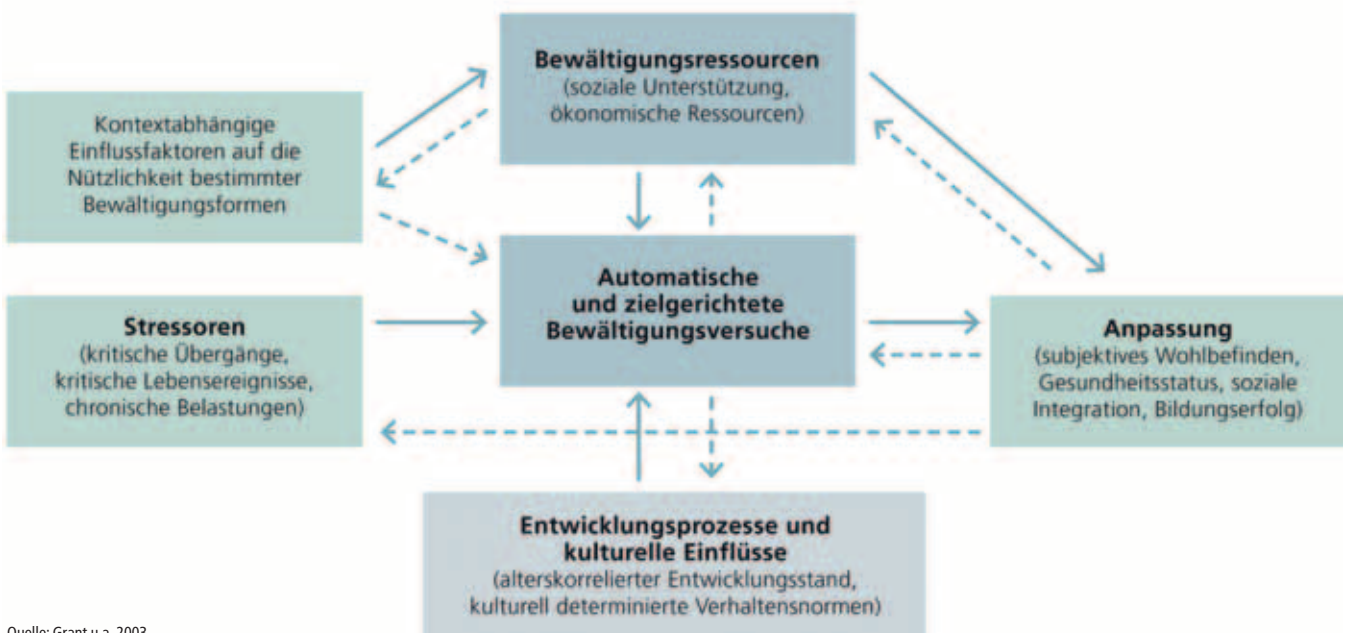 Bewältigungsressourcen
(soziale Unterstützung,
ökonomische Ressourcen)
Kontextabhängige
Einflussfaktoren auf die
Nützlichkeit bestimmter
Bewältigungsformen
Automatische
und zielgerichtete
Bewältigungsversuche
Stressoren
(kritische Übergänge,
kritische Lebensereignisse,
chronische Belastungen)
Anpassung
(subjektives Wohlbefinden,
Gesundheitsstatus, soziale
Integration, Bildungserfolg)
Entwicklungsprozesse und
kulturelle Einflüsse
(alterskorrelierter Entwicklungsstand,
kulturell determinierte Verhaltensnormen)
Quelle: Grant u.a. 2003